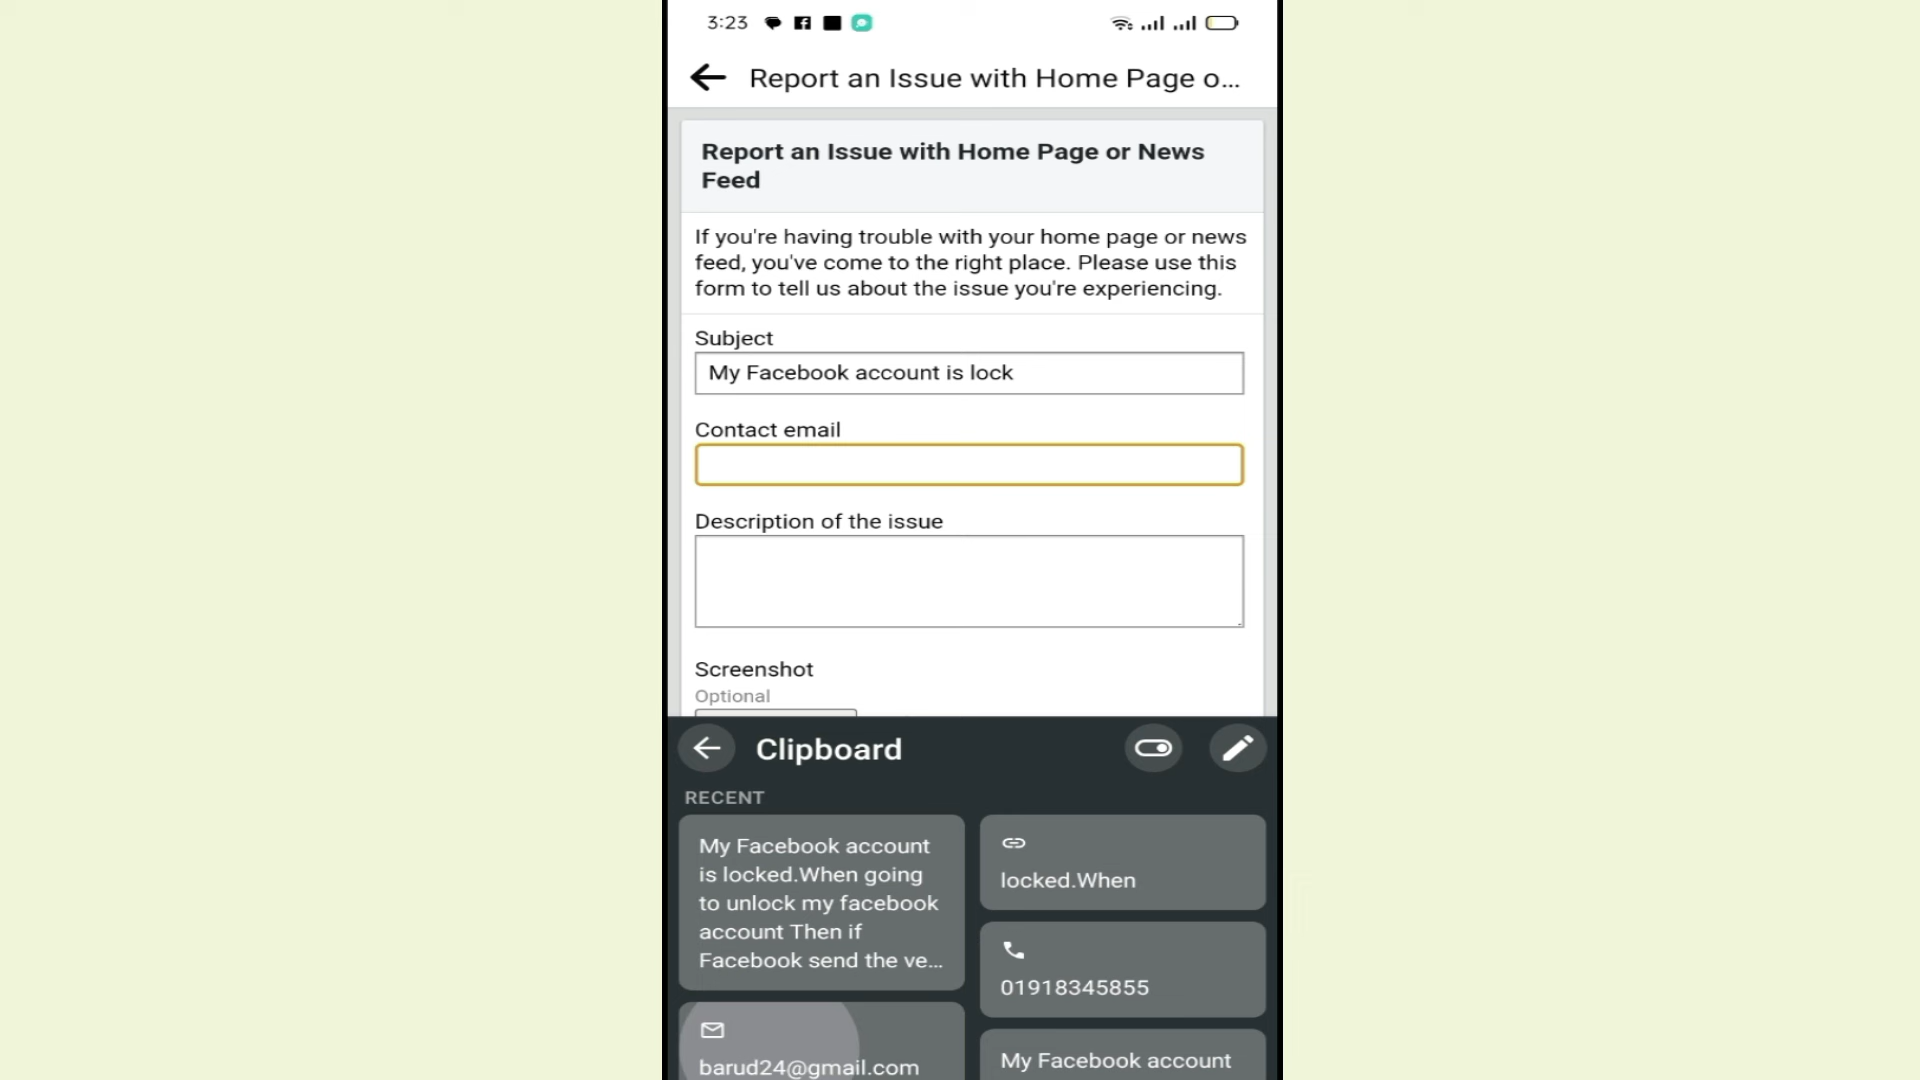 3:23
Report an Issue with Home Page o...
Report an Issue with Home Page or News
Feed
If you're having trouble with your home page or news
feed, you've come to the right place. Please use this
form to tell us about the issue you're experiencing.
Subject
My Facebook account is lock
Contact email
Description of the issue
Screenshot
Optional
Clipboard
RECENT
My Facebook account
is locked.When going
to unlock my facebook
account Then if
Facebook send the ve...
locked.When
01918345855
barud24@gmail.com
My Facebook account